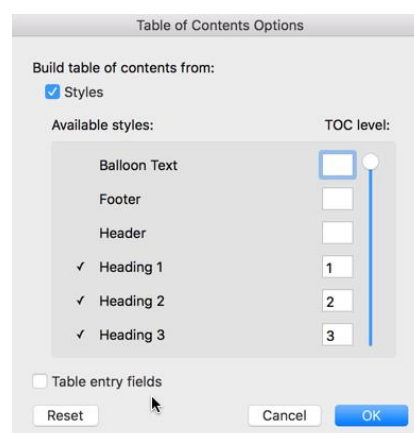 Table of Contents Options
Build table of contents from:
Styles
Available styles: TOC level:
Balloon Text
Footer
Header
✓ Heading 1 1
✓ Heading 2 2
✓ Heading 3 3
Table entry fields
Reset Cancel OK